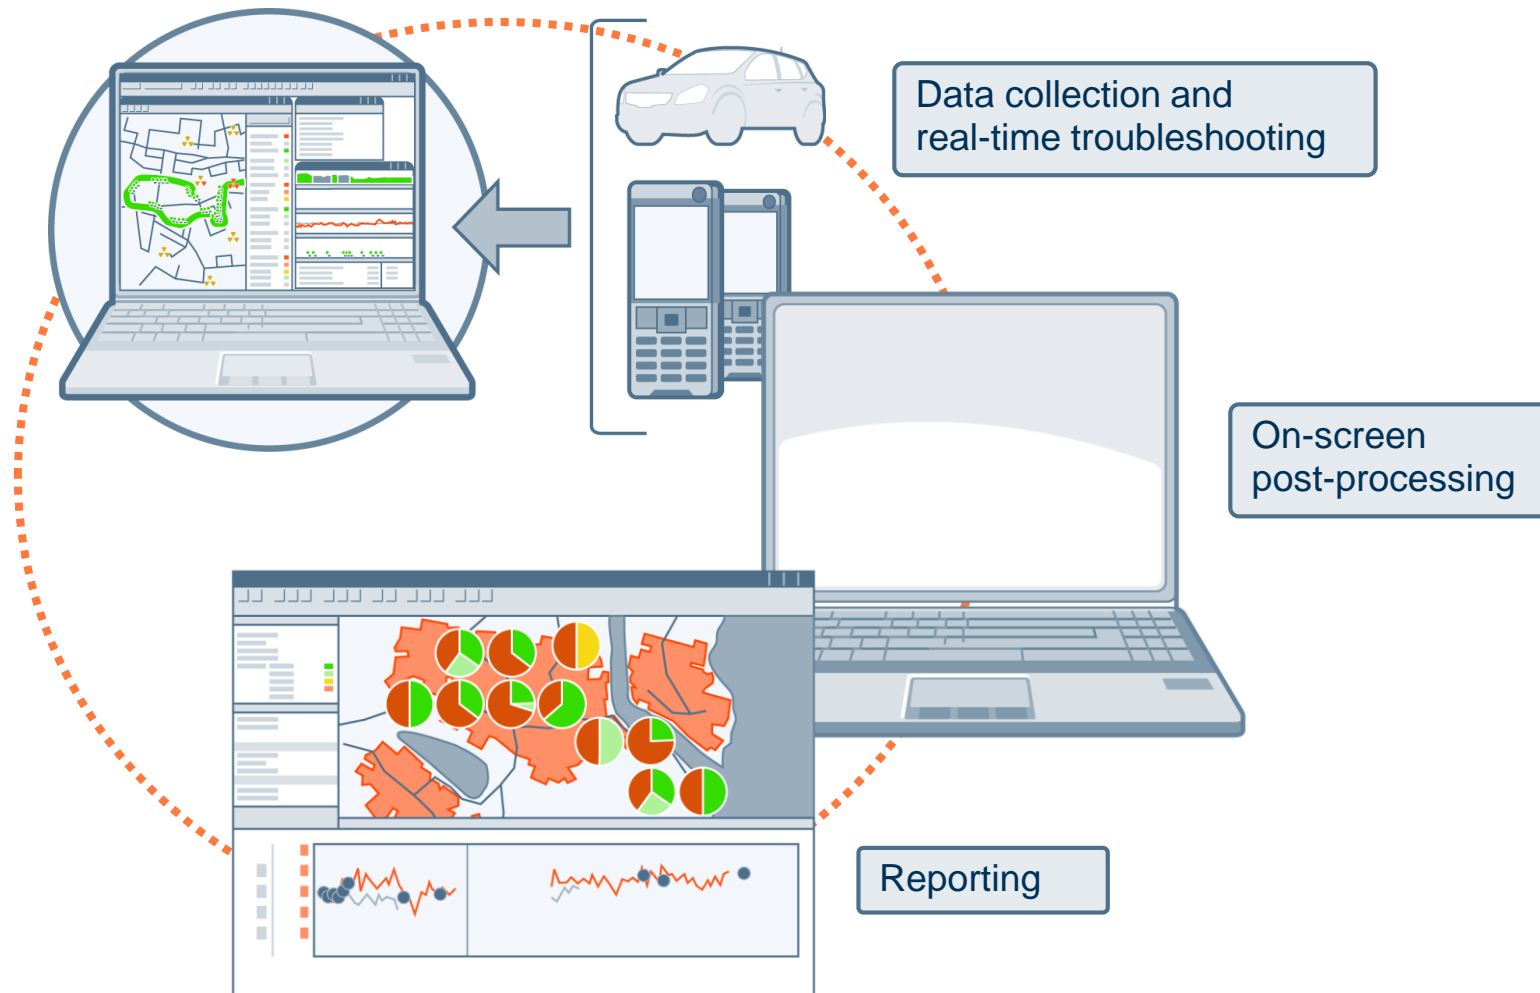 Data collection and
real-time troubleshooting
On-screen
post-processing
Reporting